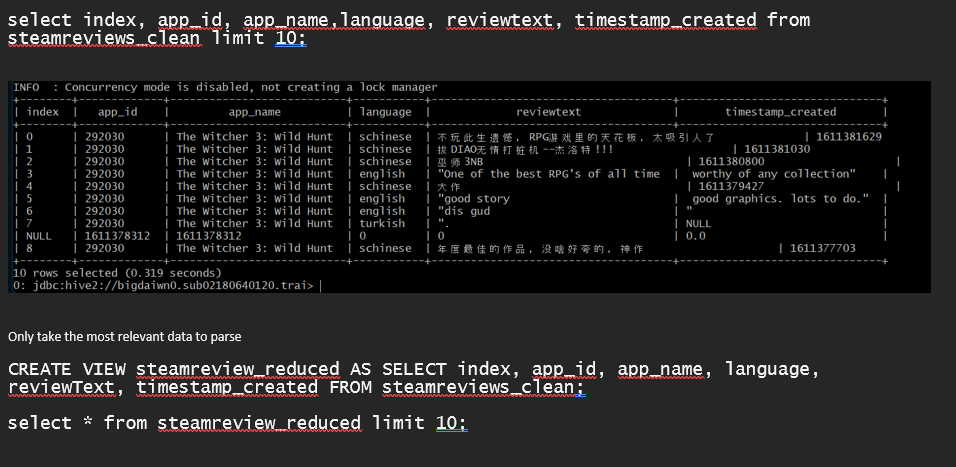 select index, app_id, app_name,language, reviewtext, timestamp_created from
steamreviews_clean limit 10;
INFO  : Concurrency mode is disabled, not creating a lock manager
+--------+-------------+---------------------------+-----------+-------------------------------------+--------------------------------+
| index | app_id | app_name | language | reviewtext | timestamp_created |
+--------+-------------+---------------------------+-----------+-------------------------------------+--------------------------------+
| 0 | 292030 | The Witcher 3: Wild Hunt | schinese | 不玩此生遗憾, RPG游戏里的天花板, 太吸引人了 | 1611381629
| 1 | 292030 | The Witcher 3: Wild Hunt | schinese | 拔DIAO无情打桩机--杰洛特!!! | 1611381030 |
| 2 | 292030 | The Witcher 3: Wild Hunt | schinese | 巫师3NB | 1611380800 |
| 3 | 292030 | The Witcher 3: Wild Hunt | english | "One of the best RPG's of all time | worthy of any collection" |
| 4 | 292030 | The Witcher 3: Wild Hunt | schinese | 大作 | 1611379427 |
| 5 | 292030 | The Witcher 3: Wild Hunt | english | "good story | good graphics. lots to do." |
| 6 | 292030 | The Witcher 3: Wild Hunt | english | "dis gud | " |
| 7 | 292030 | The Witcher 3: Wild Hunt | turkish | ". | NULL |
| NULL | 1611378312 | 1611378312 | 0 | 0 | 0.0 |
| 8 | 292030 | The Witcher 3: Wild Hunt | schinese | 年度最佳的作品, 没啥好夸的, 神作 | 1611377703
+--------+-------------+---------------------------+-----------+-------------------------------------+--------------------------------+
10 rows selected (0.319 seconds)
0: jdbc:hive2://bigdaiwn0.sub02180640120.trai>
Only take the most relevant data to parse
CREATE VIEW steamreview_reduced AS SELECT index, app_id, app_name, language,
reviewText, timestamp_created FROM steamreviews_clean;
select * from steamreview_reduced limit 10;